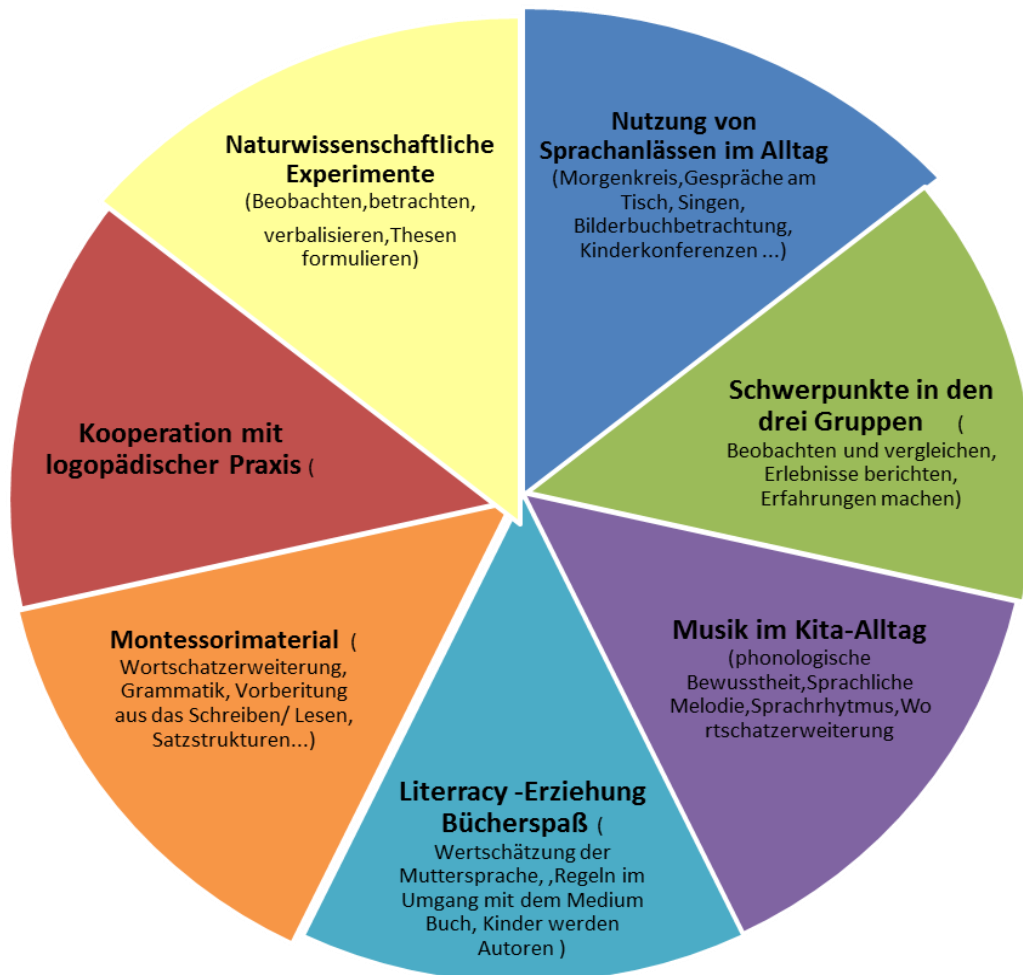 Nutzung von
Sprachanlässen im Alltag
(Morgenkreis,Gespräche am
Tisch, Singen,
Bilderbuchbetrachtung,
Kinderkonferenzen ...)
Schwerpunkte in den
drei Gruppen (
Beobachten und vergleichen,
Erlebnisse berichten,
Erfahrungen machen)
Musik im Kita-Alltag
(phonologische
Bewusstheit,Sprachliche
Melodie,Sprachrhytmus,Wo
rtschatzerweiterung
Literracy -Erziehung
Bücherspaß (
Wertschätzung der
Muttersprache, ,Regeln im
Umgang mit dem Medium
Buch, Kinder werden
Autoren )
Montessorimaterial (
Wortschatzerweiterung,
Grammatik, Vorberitung
aus das Schreiben/ Lesen,
Satzstrukturen...)
Kooperation mit
logopädischer Praxis (
Naturwissenschaftliche
Experimente
(Beobachten,betrachten,
verbalisieren,Thesen
formulieren)